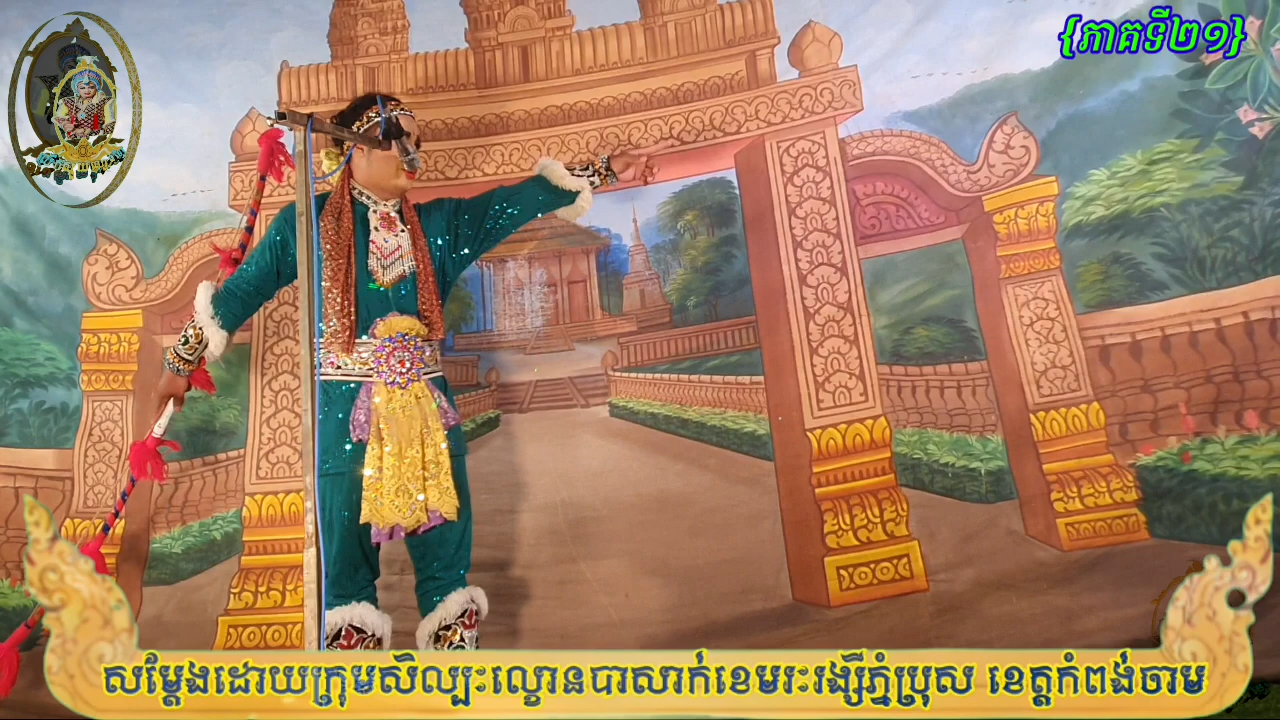 {ភាគទី២១}
សម្ដែងដោយក្រុមសិល្បៈល្ខោនបាសាក់ខេមរៈរង្សីភ្នំប្រុស ខេត្តកំពង់ចាម